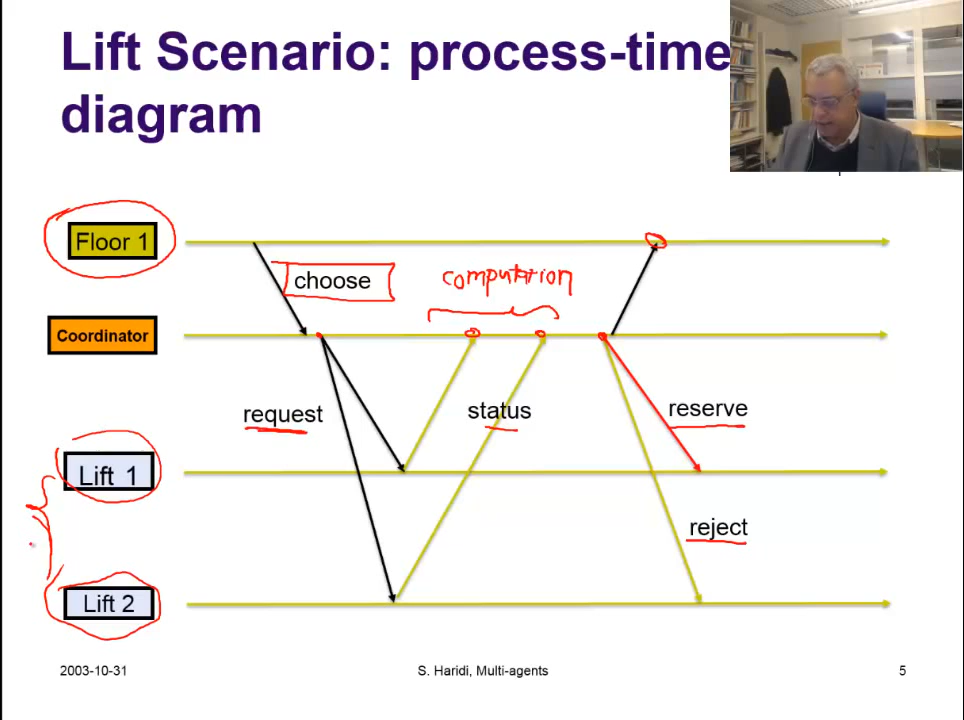 Lift Scenario: process-time
diagram
Floor 1
choose
computation
Coordinator
request
status
reserve
Lift 1
reject
Lift 2
2003-10-31
S. Haridi, Multi-agents
5